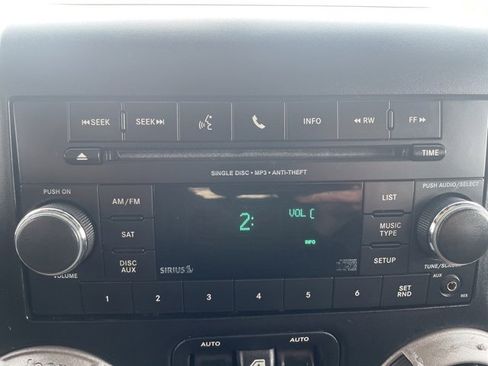 ⏮SEEK SEEK⏭ INFO ◀◀ RW FF ▶▶
TIME
SINGLE DISC • MP3 • ANTI-THEFT
PUSH ON PUSH AUDIO/SELECT
AM/FM LIST
2: VOL
SAT MUSIC
TYPE
INFO
DISC
AUX SETUP
VOLUME SIRIUS TUNE/SCROLL
AUX
1 2 3 4 5 6 SET
RND
AUTO AUTO